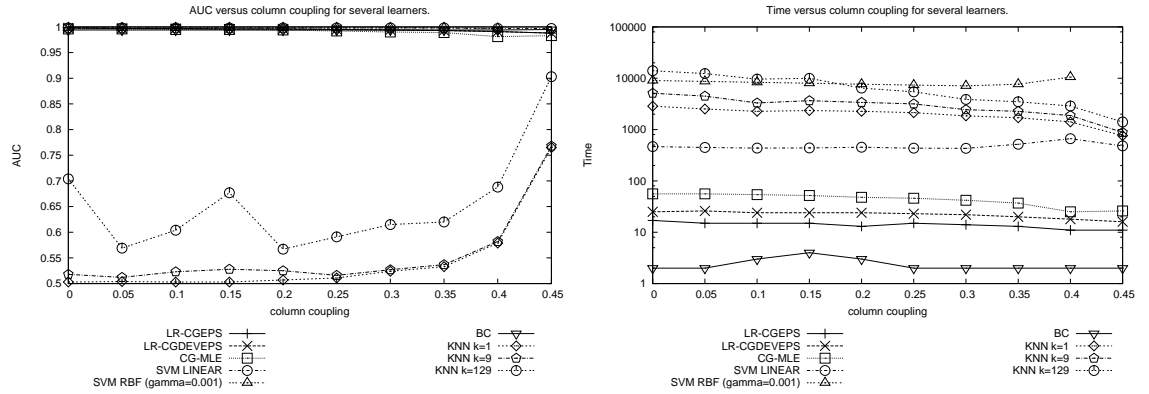 AUC versus column coupling for several learners.
1
0.95
0.9
0.85
0.8
0.75
0.7
0.65
0.6
0.55
0.5
AUC
0 0.05 0.1 0.15 0.2 0.25 0.3 0.35 0.4 0.45
column coupling
LR-CGEPS
LR-CGDEVEPS
CG-MLE
SVM LINEAR
SVM RBF (gamma=0.001)
BC
KNN k=1
KNN k=9
KNN k=129
Time versus column coupling for several learners.
100000
10000
1000
100
10
1
Time
0 0.05 0.1 0.15 0.2 0.25 0.3 0.35 0.4 0.45
column coupling
LR-CGEPS
LR-CGDEVEPS
CG-MLE
SVM LINEAR
SVM RBF (gamma=0.001)
BC
KNN k=1
KNN k=9
KNN k=129